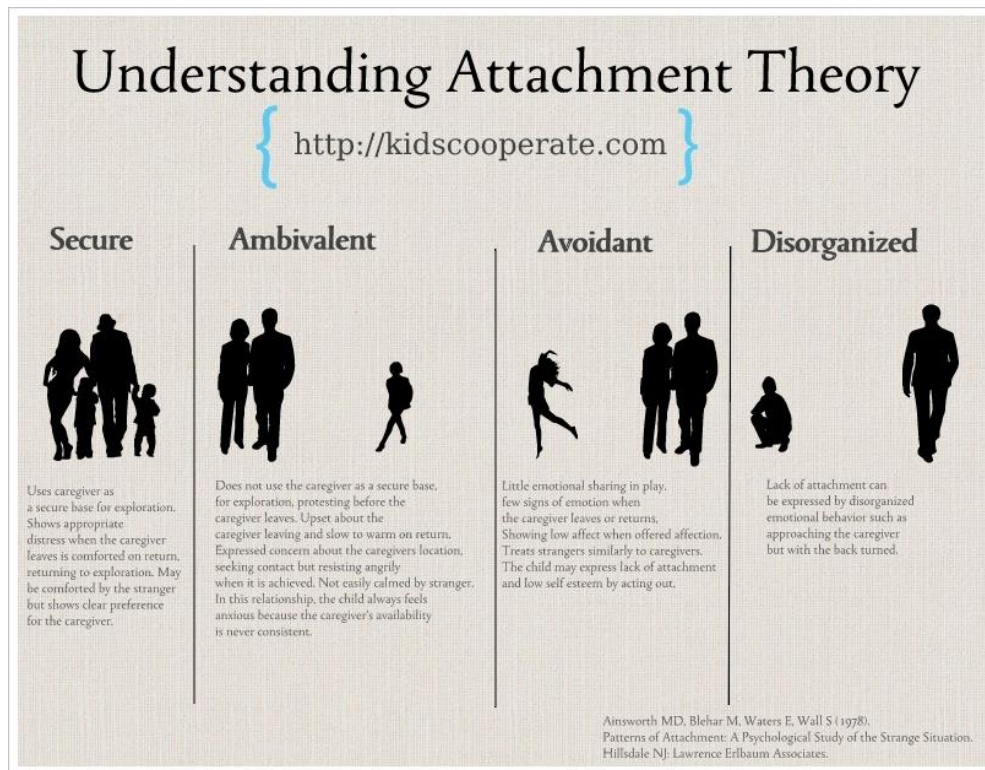 Understanding Attachment Theory
{ http://kidscooperate.com }
Secure
Uses caregiver as
a secure base for exploration.
Shows appropriate
distress when the caregiver
leaves is comforted on return,
returning to exploration. May
be comforted by the stranger
but shows clear preference
for the caregiver.
Ambivalent
Does not use the caregiver as a secure base,
for exploration, protesting before the
caregiver leaves. Upset about the
caregiver leaving and slow to warm on return.
Expressed concern about the caregivers location,
seeking contact but resisting angrily
when it is achieved. Not easily calmed by stranger.
In this relationship, the child always feels
anxious because the caregiver's availability
is never consistent.
Avoidant
Little emotional sharing in play.
few signs of emotion when
the caregiver leaves or returns,
Showing low affect when offered affection.
Treats strangers similarly to caregivers.
The child may express lack of attachment
and low self esteem by acting out.
Disorganized
Lack of attachment can
be expressed by disorganized
emotional behavior such as
approaching the caregiver
but with the back turned.
Ainsworth MD, Blehar M, Waters E, Wall S (1978).
Patterns of Attachment: A Psychological Study of the Strange Situation.
Hillsdale NJ: Lawrence Erlbaum Associates.